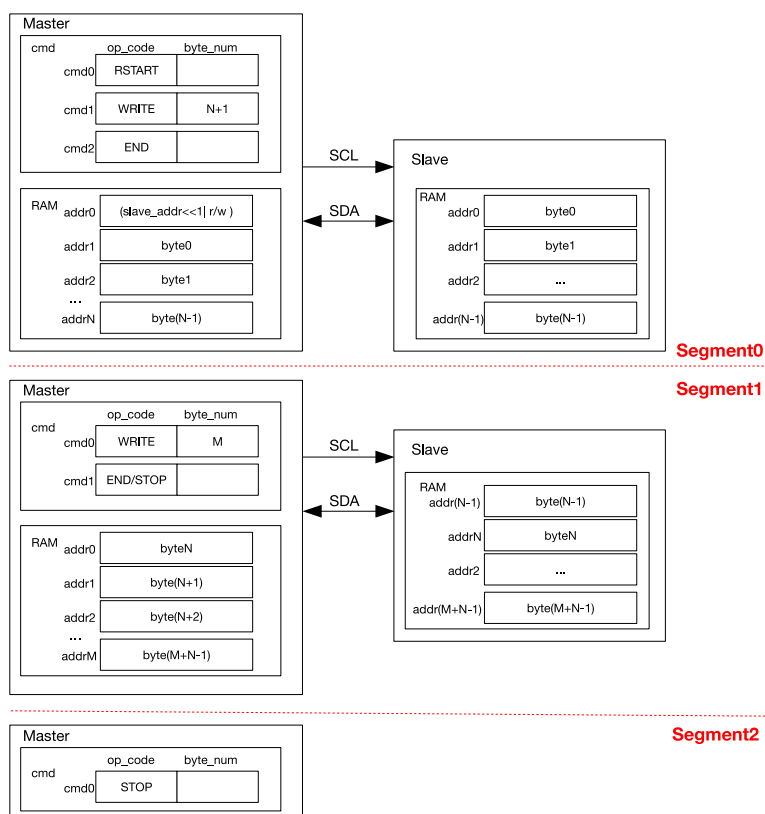 Master
cmd op_code byte_num
cmd0 RSTART
cmd1 WRITE N+1
cmd2 END
RAM
addr0 (slave_addr<<1| r/w )
addr1 byte0
addr2 byte1
...
addrN byte(N-1)
SCL
SDA
Slave
RAM
addr0 byte0
addr1 byte1
addr2 ...
addr(N-1) byte(N-1)
Segment0
Segment1
Master
cmd op_code byte_num
cmd0 WRITE M
cmd1 END/STOP
RAM
addr0 byteN
addr1 byte(N+1)
addr2 byte(N+2)
...
addrM byte(M+N-1)
SCL
SDA
Slave
RAM
addr(N-1) byte(N-1)
addrN byteN
addr2 ...
addr(M+N-1) byte(M+N-1)
Segment2
Master
cmd op_code byte_num
cmd0 STOP